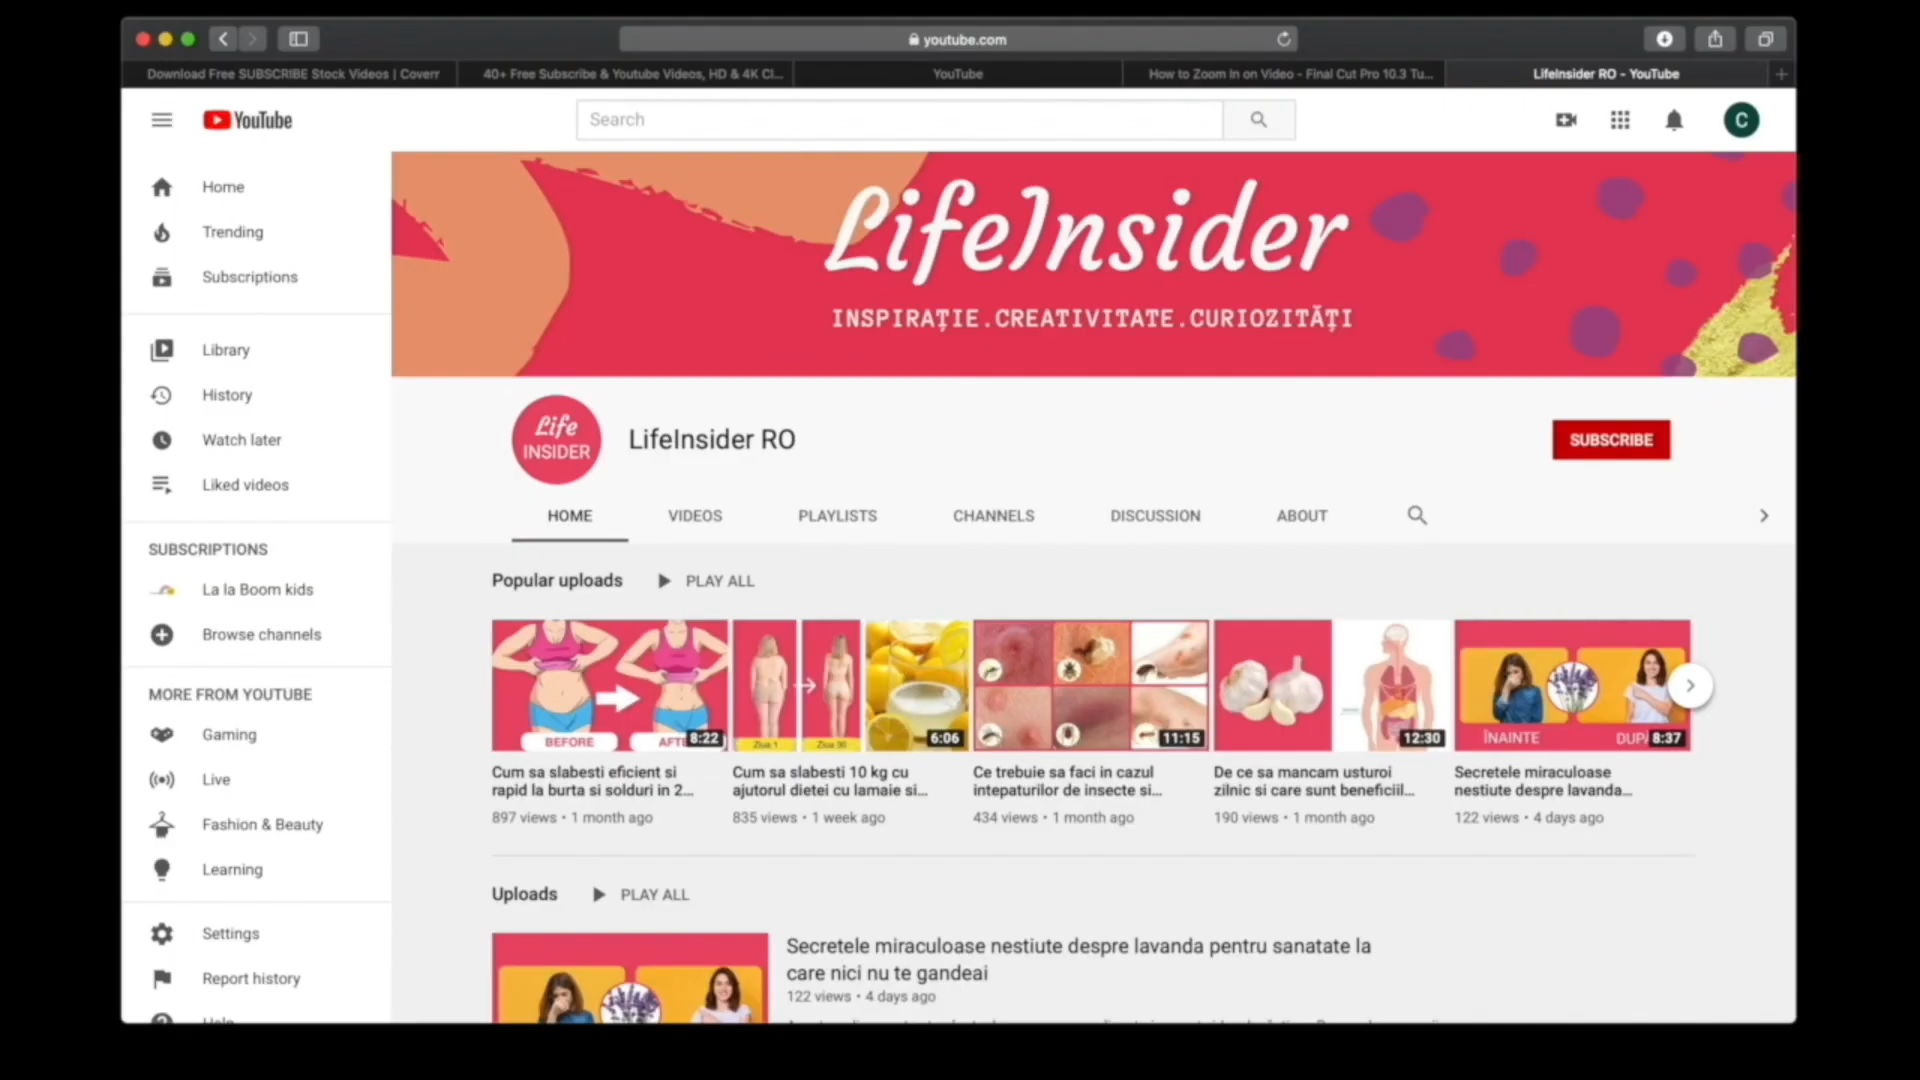 youtube.com
Download Free SUBSCRIBE Stock Videos | Coverr
40+ Free Subscribe & Youtube Videos, HD & 4K Cl...
YouTube
How to Zoom In on Video - Final Cut Pro 10.3 Tu...
LifeInsider RO - YouTube
YouTube
Search
C
Home
Trending
Subscriptions
Library
History
Watch later
Liked videos
SUBSCRIPTIONS
La la Boom kids
Browse channels
MORE FROM YOUTUBE
Gaming
Live
Fashion & Beauty
Learning
Settings
Report history
LifeInsider
INSPIRAȚIE.CREATIVITATE.CURIOZITĂȚI
Life
INSIDER
LifeInsider RO
SUBSCRIBE
HOME
VIDEOS
PLAYLISTS
CHANNELS
DISCUSSION
ABOUT
Popular uploads
PLAY ALL
BEFORE
AFTE
8:22
Ziua 1
Ziua 30
6:06
11:15
12:30
ÎNAINTE
DUPĂ
8:37
Cum sa slabesti eficient si
rapid la burta si solduri in 2...
897 views • 1 month ago
Cum sa slabesti 10 kg cu
ajutorul dietei cu lamaie si...
835 views • 1 week ago
Ce trebuie sa faci in cazul
intepaturilor de insecte si...
434 views • 1 month ago
De ce sa mancam usturoi
zilnic si care sunt beneficiil...
190 views • 1 month ago
Secretele miraculoase
nestiute despre lavanda...
122 views • 4 days ago
Uploads
PLAY ALL
Secretele miraculoase nestiute despre lavanda pentru sanatate la
care nici nu te gandeai
122 views • 4 days ago